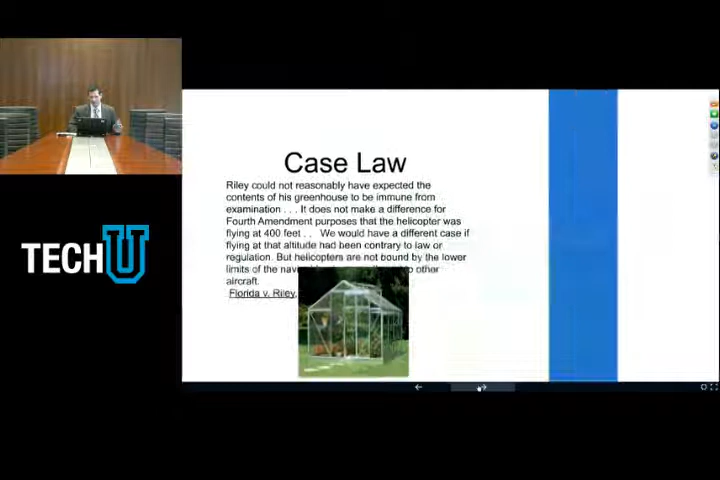 TECHU
Case Law
Riley could not reasonably have expected the
contents of his greenhouse to be immune from
examination . . . It does not make a difference for
Fourth Amendment purposes that the helicopter was
flying at 400 feet . . We would have a different case if
flying at that altitude had been contrary to law or
regulation. But helicopters are not bound by the lower
limits of the to other
aircraft.
Florida v. Riley,